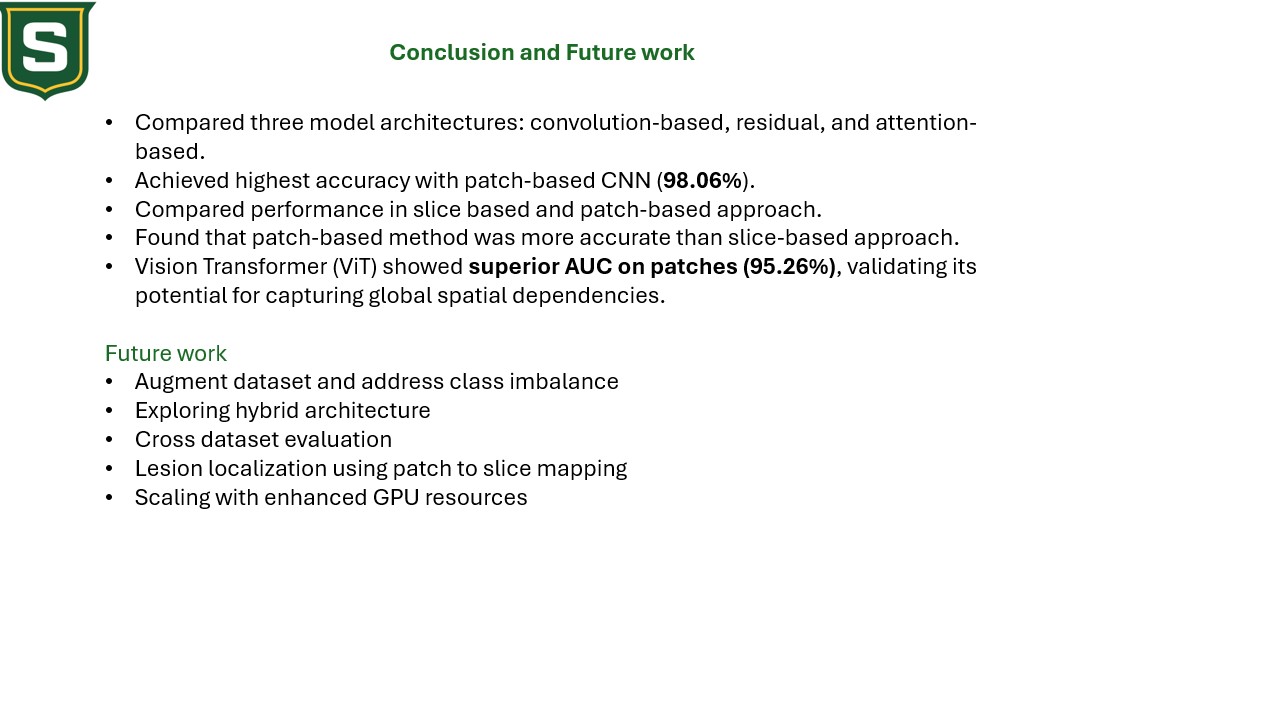 S
Conclusion and Future work
• Compared three model architectures: convolution-based, residual, and attention-
based.
• Achieved highest accuracy with patch-based CNN (98.06%).
• Compared performance in slice based and patch-based approach.
• Found that patch-based method was more accurate than slice-based approach.
• Vision Transformer (ViT) showed superior AUC on patches (95.26%), validating its
potential for capturing global spatial dependencies.
Future work
• Augment dataset and address class imbalance
• Exploring hybrid architecture
• Cross dataset evaluation
• Lesion localization using patch to slice mapping
• Scaling with enhanced GPU resources